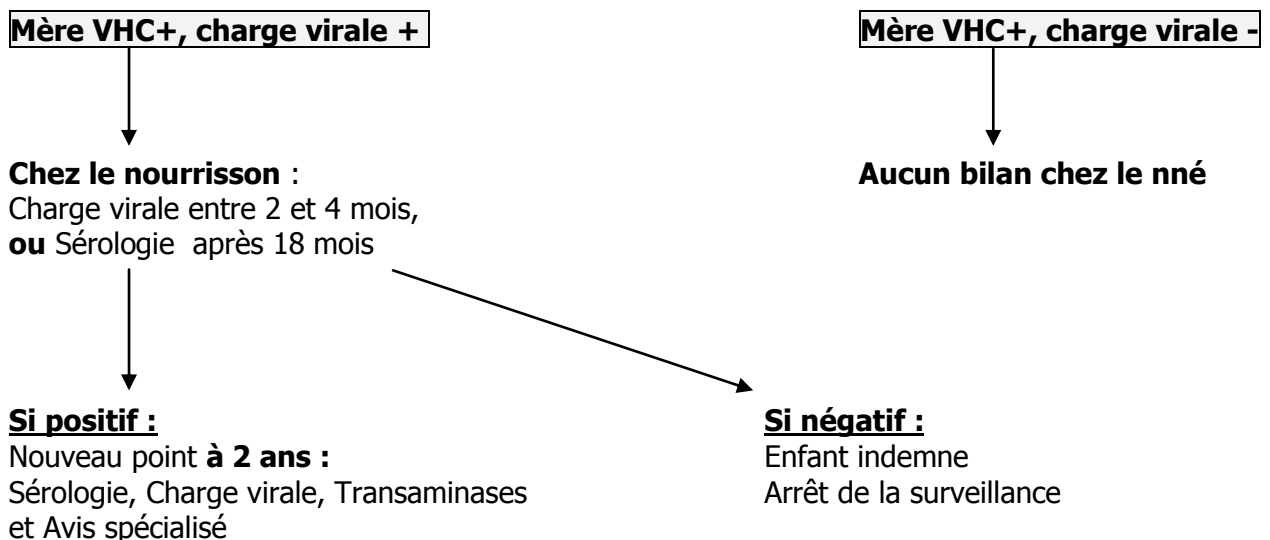 Mère VHC+, charge virale +
Mère VHC+, charge virale -
Chez le nourrisson :
Charge virale entre 2 et 4 mois,
ou Sérologie après 18 mois
Aucun bilan chez le nné
Si positif :
Nouveau point à 2 ans :
Sérologie, Charge virale, Transaminases
et Avis spécialisé
Si négatif :
Enfant indemne
Arrêt de la surveillance